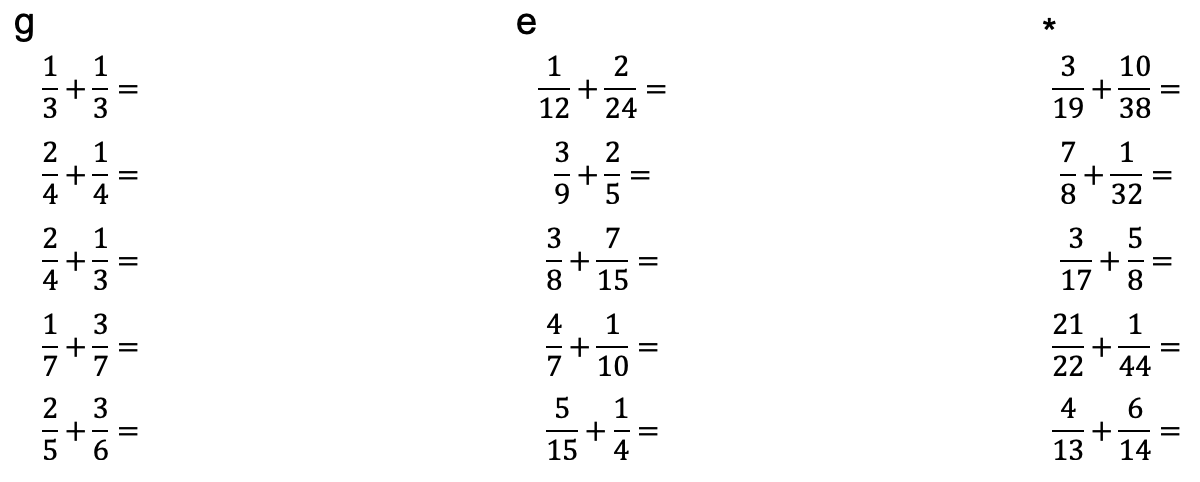 g e *
1/3 + 1/3 = 1/12 + 2/24 = 3/19 + 10/38 =
2/4 + 1/4 = 3/9 + 2/5 = 7/8 + 1/32 =
2/4 + 1/3 = 3/8 + 7/15 = 3/17 + 5/8 =
1/7 + 3/7 = 4/7 + 1/10 = 21/22 + 1/44 =
2/5 + 3/6 = 5/15 + 1/4 = 4/13 + 6/14 =